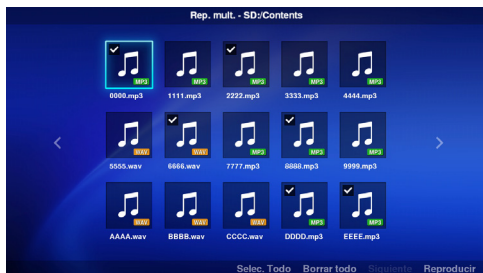 Rep. mult. - SD:/Contents
MP3 MP3 MP3 MP3 MP3
0000.mp3 1111.mp3 2222.mp3 3333.mp3 4444.mp3
WAV WAV MP3 MP3 MP3
5555.wav 6666.wav 7777.mp3 8888.mp3 9999.mp3
WAV WAV WAV MP3 MP3
AAAA.wav BBBB.wav CCCC.wav DDDD.mp3 EEEE.mp3
Selec. Todo Borrar todo Siguiente Reproducir